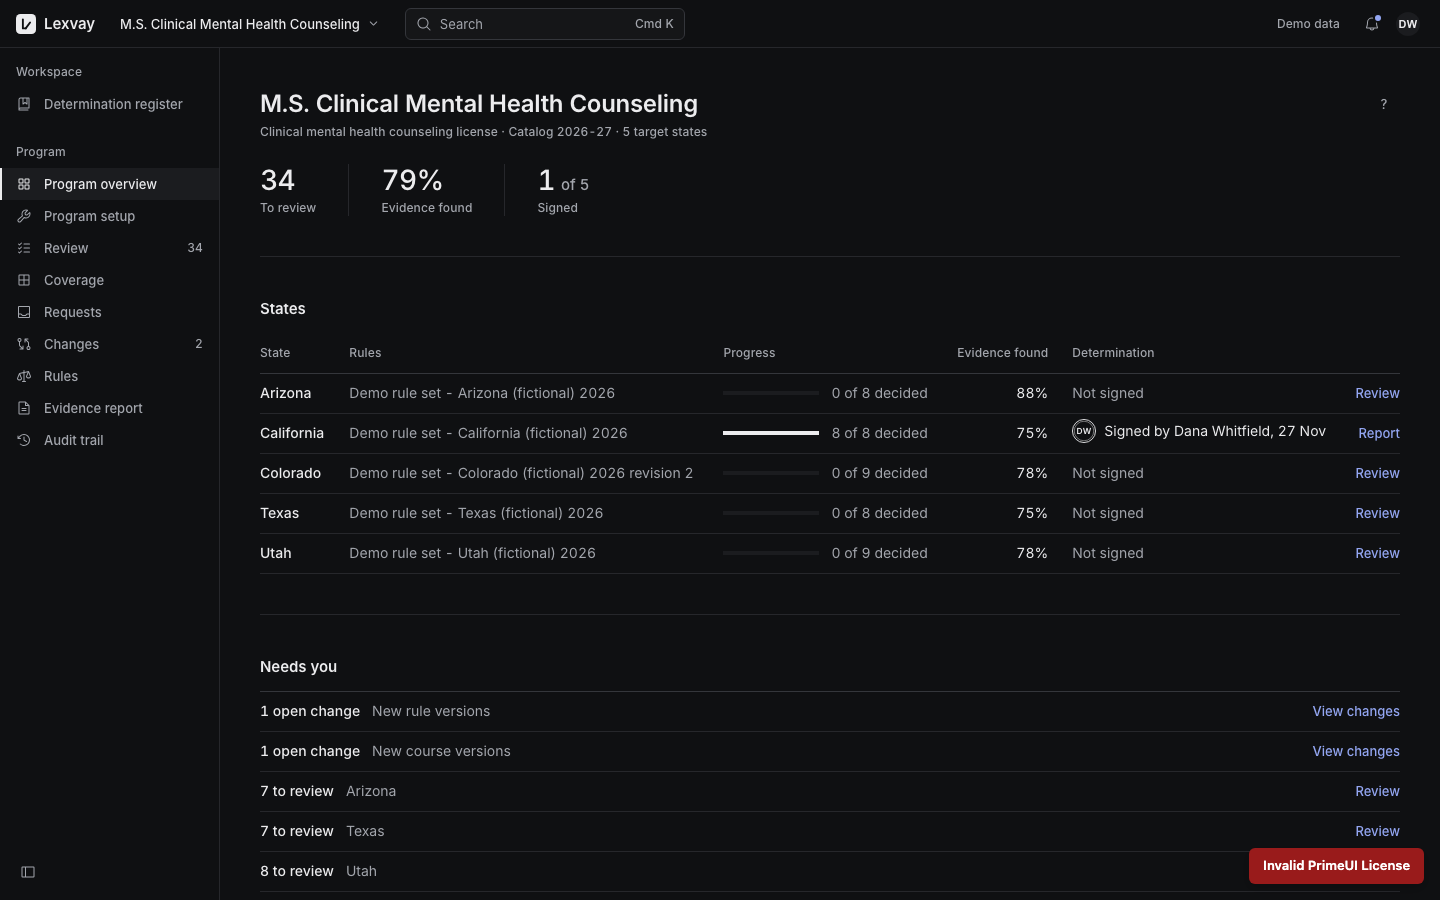 Lexvay
M.S. Clinical Mental Health Counseling
Search
Cmd K
Demo data
DW
Workspace
Determination register
Program
Program overview
Program setup
Review 34
Coverage
Requests
Changes 2
Rules
Evidence report
Audit trail
M.S. Clinical Mental Health Counseling
?
Clinical mental health counseling license · Catalog 2026-27 · 5 target states
34
To review
79%
Evidence found
1 of 5
Signed
States
State Rules Progress Evidence found Determination
Arizona Demo rule set - Arizona (fictional) 2026 0 of 8 decided 88% Not signed Review
California Demo rule set - California (fictional) 2026 8 of 8 decided 75% DW Signed by Dana Whitfield, 27 Nov Report
Colorado Demo rule set - Colorado (fictional) 2026 revision 2 0 of 9 decided 78% Not signed Review
Texas Demo rule set - Texas (fictional) 2026 0 of 8 decided 75% Not signed Review
Utah Demo rule set - Utah (fictional) 2026 0 of 9 decided 78% Not signed Review
Needs you
1 open change New rule versions View changes
1 open change New course versions View changes
7 to review Arizona Review
7 to review Texas Review
8 to review Utah
Invalid PrimeUI License